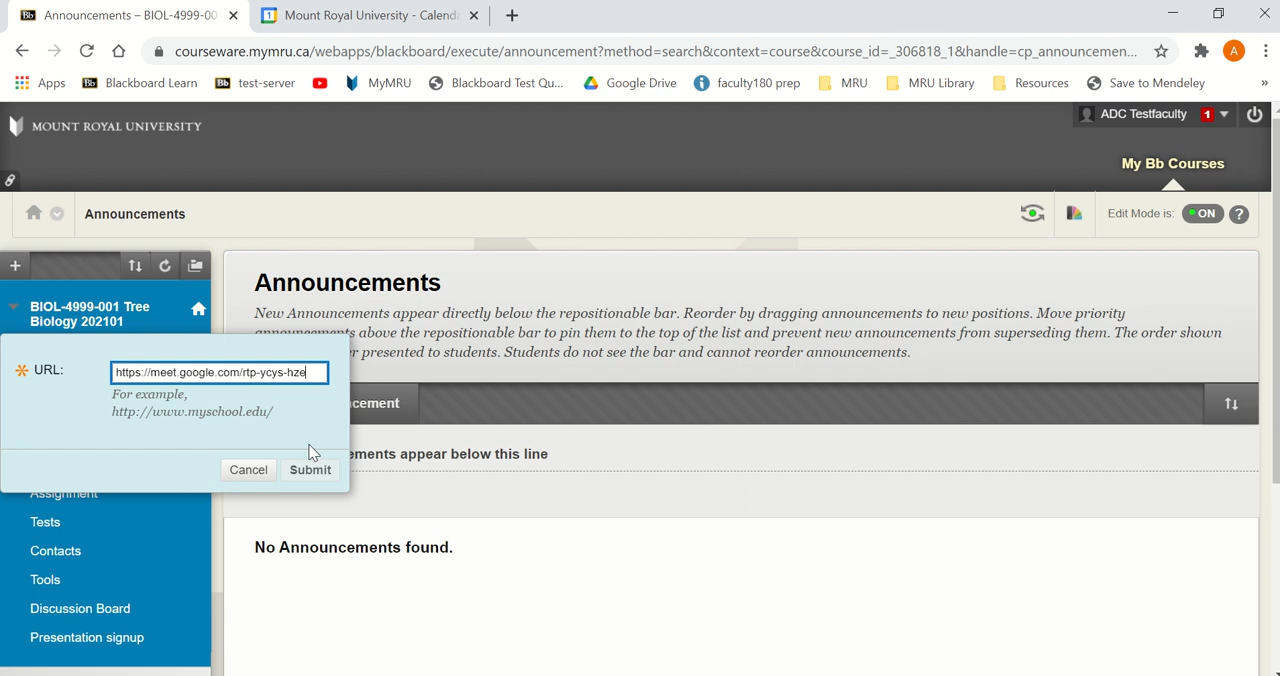 Announcements – BIOL-4999-00
Mount Royal University - Calenda
courseware.mymru.ca/webapps/blackboard/execute/announcement?method=search&context=course&course_id=_306818_1&handle=cp_announcemen...
A
Apps
Blackboard Learn
test-server
MyMRU
Blackboard Test Qu...
Google Drive
faculty180 prep
MRU
MRU Library
Resources
Save to Mendeley
»
MOUNT ROYAL UNIVERSITY
ADC Testfaculty 1
My Bb Courses
Announcements
Edit Mode is: ON ?
BIOL-4999-001 Tree
Biology 202101
Announcements
New Announcements appear directly below the repositionable bar. Reorder by dragging announcements to new positions. Move priority
announcements above the repositionable bar to pin them to the top of the list and prevent new announcements from superseding them. The order shown
r presented to students. Students do not see the bar and cannot reorder announcements.
URL:
https://meet.google.com/rtp-ycys-hze
For example,
http://www.myschool.edu/
Cancel
Submit
cement
ements appear below this line
No Announcements found.
Assignment
Tests
Contacts
Tools
Discussion Board
Presentation signup